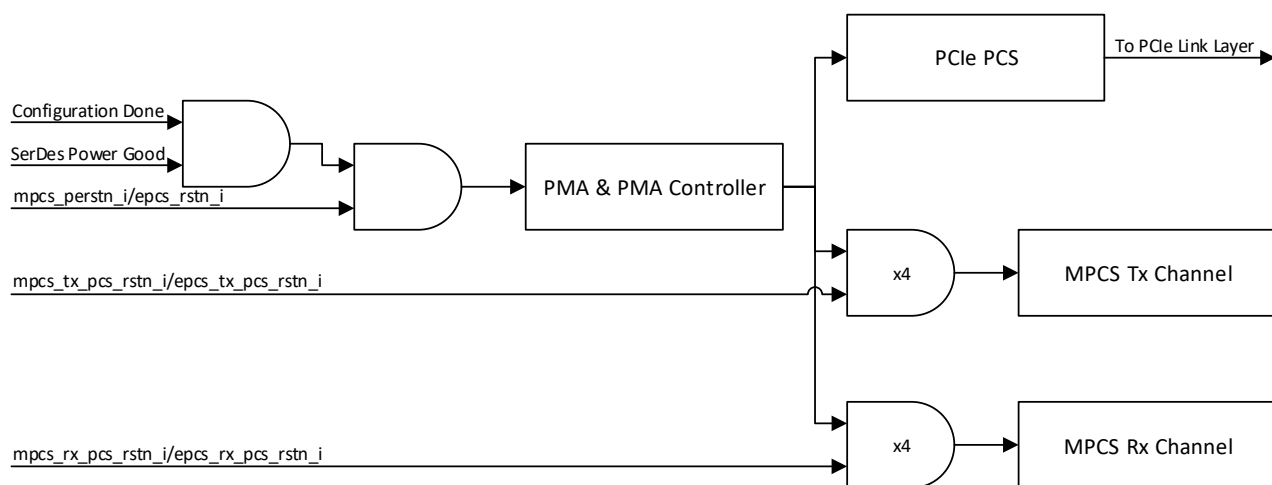 PCIe PCS
To PCIe Link Layer
Configuration Done
SerDes Power Good
mpcs_perstn_i/epcs_rstn_i
PMA & PMA Controller
mpcs_tx_pcs_rstn_i/epcs_tx_pcs_rstn_i
x4
MPCS Tx Channel
mpcs_rx_pcs_rstn_i/epcs_rx_pcs_rstn_i
x4
MPCS Rx Channel